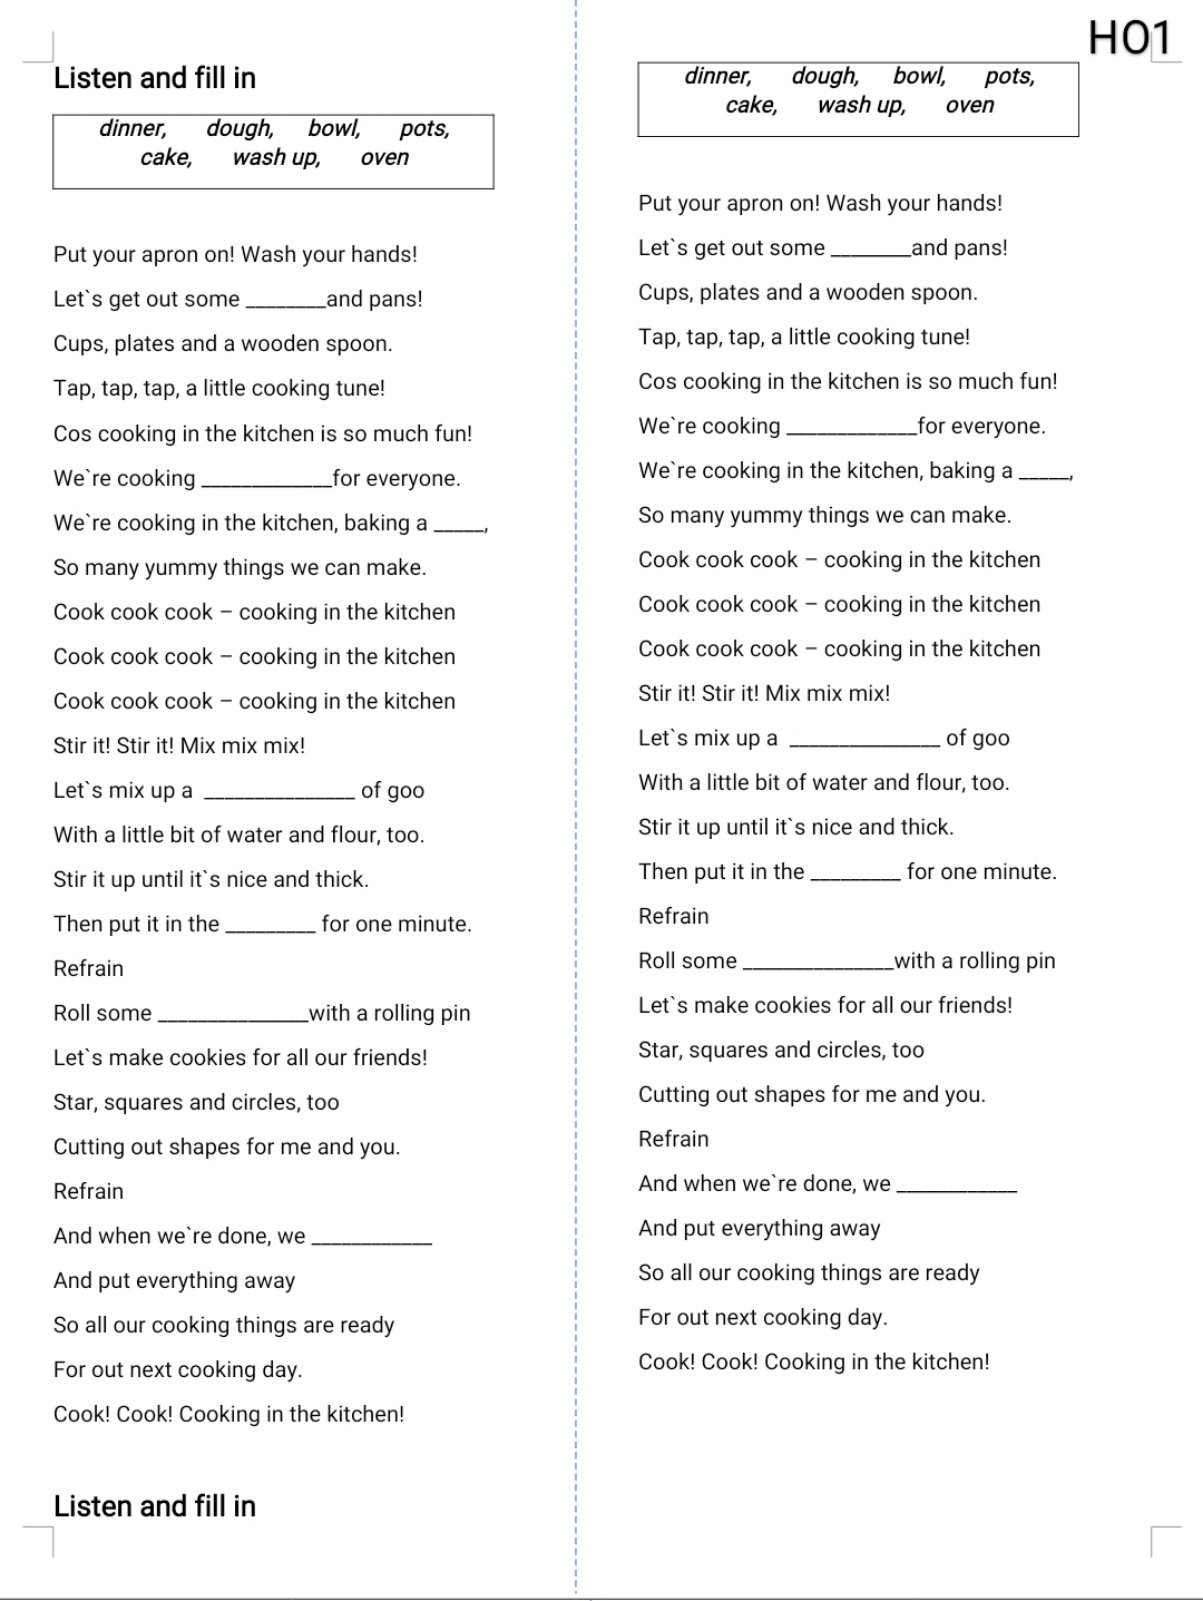 Listen and fill in
dinner, dough, bowl, pots,
cake, wash up, oven
Put your apron on! Wash your hands!
Let`s get out some ________and pans!
Cups, plates and a wooden spoon.
Tap, tap, tap, a little cooking tune!
Cos cooking in the kitchen is so much fun!
We`re cooking _____________for everyone.
We`re cooking in the kitchen, baking a _____,
So many yummy things we can make.
Cook cook cook – cooking in the kitchen
Cook cook cook – cooking in the kitchen
Cook cook cook – cooking in the kitchen
Stir it! Stir it! Mix mix mix!
Let`s mix up a _______________ of goo
With a little bit of water and flour, too.
Stir it up until it`s nice and thick.
Then put it in the _________ for one minute.
Refrain
Roll some _______________with a rolling pin
Let`s make cookies for all our friends!
Star, squares and circles, too
Cutting out shapes for me and you.
Refrain
And when we`re done, we ____________
And put everything away
So all our cooking things are ready
For out next cooking day.
Cook! Cook! Cooking in the kitchen!
Listen and fill in
HO1
dinner, dough, bowl, pots,
cake, wash up, oven
Put your apron on! Wash your hands!
Let`s get out some ________and pans!
Cups, plates and a wooden spoon.
Tap, tap, tap, a little cooking tune!
Cos cooking in the kitchen is so much fun!
We`re cooking _____________for everyone.
We`re cooking in the kitchen, baking a _____,
So many yummy things we can make.
Cook cook cook – cooking in the kitchen
Cook cook cook – cooking in the kitchen
Cook cook cook – cooking in the kitchen
Stir it! Stir it! Mix mix mix!
Let`s mix up a _______________ of goo
With a little bit of water and flour, too.
Stir it up until it`s nice and thick.
Then put it in the _________ for one minute.
Refrain
Roll some _______________with a rolling pin
Let`s make cookies for all our friends!
Star, squares and circles, too
Cutting out shapes for me and you.
Refrain
And when we`re done, we ____________
And put everything away
So all our cooking things are ready
For out next cooking day.
Cook! Cook! Cooking in the kitchen!